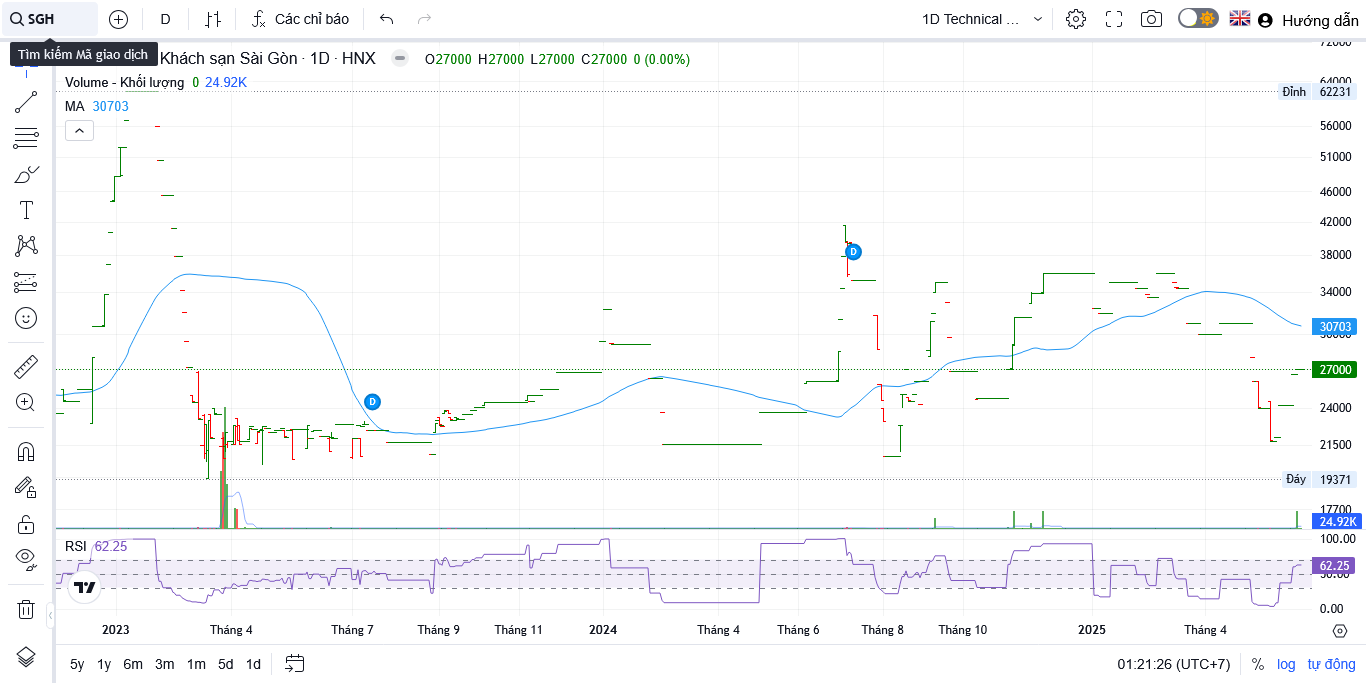 SGH
D
Các chỉ báo
1D Technical ...
Hướng dẫn
Tìm kiếm Mã giao dịch
Khách sạn Sài Gòn · 1D · HNX
O27000 H27000 L27000 C27000 0 (0.00%)
Volume - Khối lượng 0 24.92K
MA 30703
72000
64000
Đỉnh 62231
56000
51000
46000
42000
38000
34000
30703
27000
24000
21500
Đáy 19371
17700
24.92K
D
D
RSI 62.25
100.00
62.25
50.00
0.00
2023 Tháng 4 Tháng 7 Tháng 9 Tháng 11 2024 Tháng 4 Tháng 6 Tháng 8 Tháng 10 2025 Tháng 4
5y 1y 6m 3m 1m 5d 1d
01:21:26 (UTC+7) % log tự động